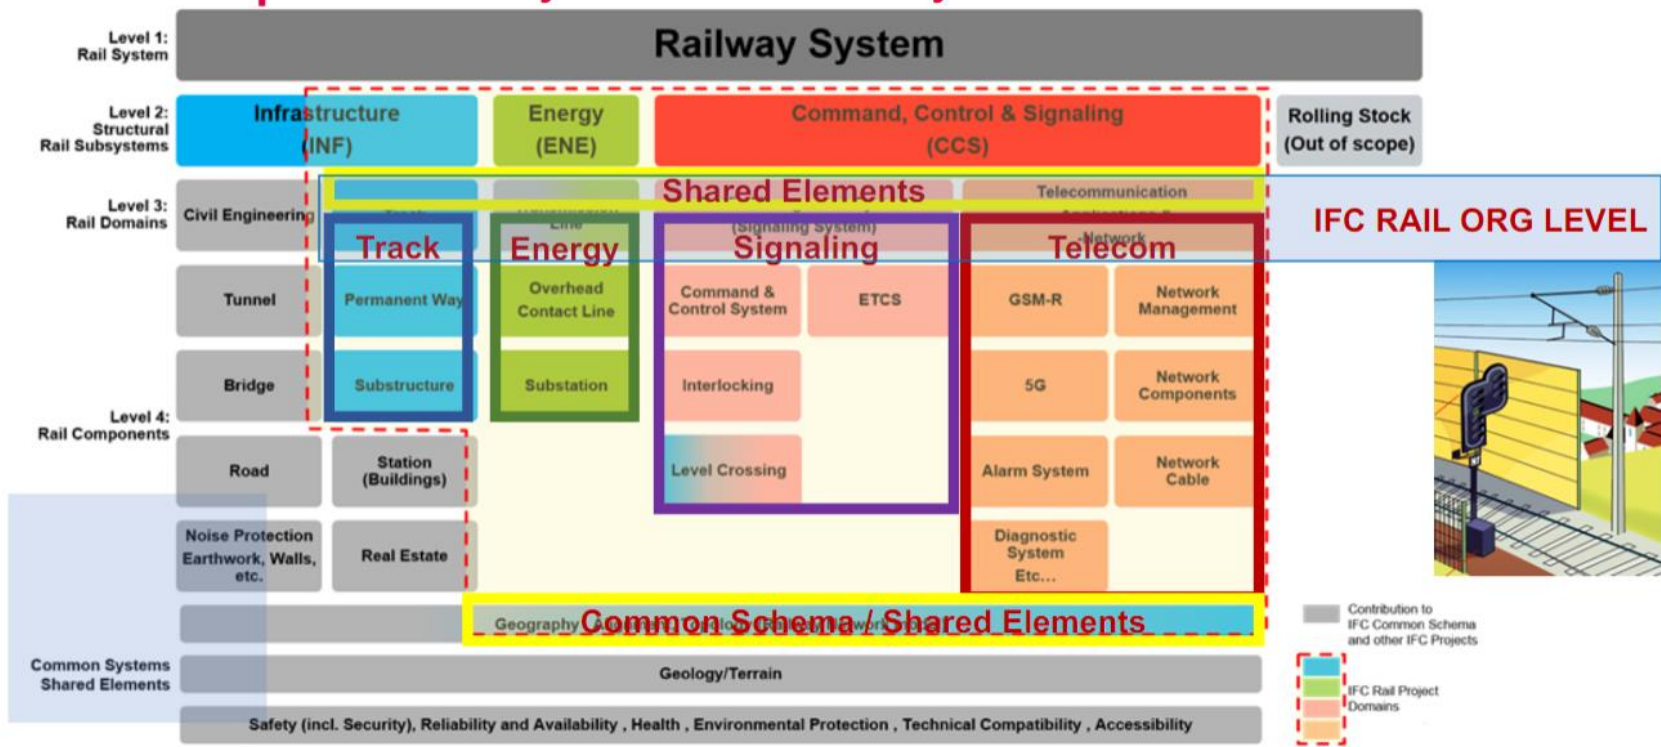 Level 1:
Rail System
Railway System
Level 2:
Structural
Rail Subsystems
Infrastructure
(INF)
Energy
(ENE)
Command, Control & Signaling
(CCS)
Rolling Stock
(Out of scope)
Level 3:
Rail Domains
Civil Engineering
Shared Elements
Line
(Signaling System)
Telecommunication
Network
IFC RAIL ORG LEVEL
Track
Energy
Signaling
Telecom
Level 4:
Rail Components
Tunnel
Permanent Way
Overhead
Contact Line
Command &
Control System
ETCS
GSM-R
Network
Management
Bridge
Substructure
Substation
Interlocking
5G
Network
Components
Road
Station
(Buildings)
Level Crossing
Alarm System
Network
Cable
Noise Protection
Earthwork, Walls,
etc.
Real Estate
Diagnostic
System
Etc...
Common Systems
Shared Elements
Geography
Common Schema / Shared Elements
Geology/Terrain
Safety (incl. Security), Reliability and Availability , Health , Environmental Protection , Technical Compatibility , Accessibility
Contribution to
IFC Common Schema
and other IFC Projects
IFC Rail Project
Domains